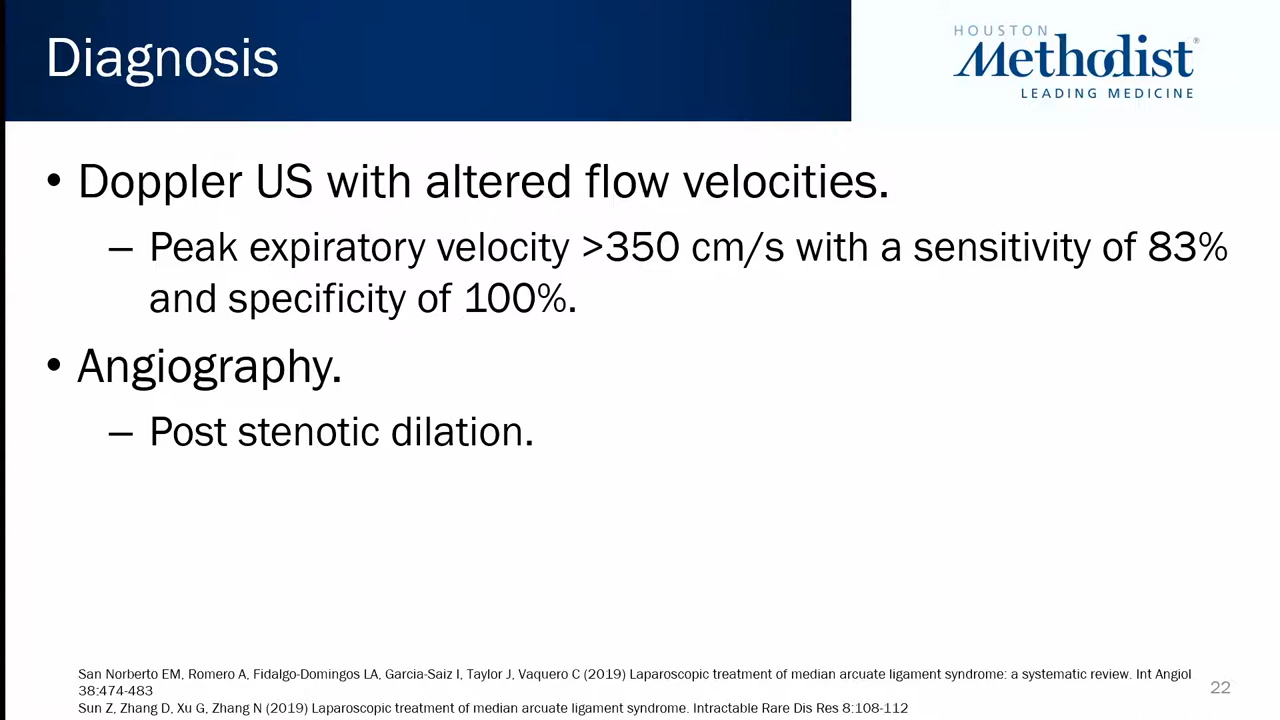 Diagnosis
HOUSTON
Methodist®
LEADING MEDICINE
• Doppler US with altered flow velocities.
– Peak expiratory velocity >350 cm/s with a sensitivity of 83%
and specificity of 100%.
• Angiography.
– Post stenotic dilation.
San Norberto EM, Romero A, Fidalgo-Domingos LA, Garcia-Saiz I, Taylor J, Vaquero C (2019) Laparoscopic treatment of median arcuate ligament syndrome: a systematic review. Int Angiol
38:474-483
Sun Z, Zhang D, Xu G, Zhang N (2019) Laparoscopic treatment of median arcuate ligament syndrome. Intractable Rare Dis Res 8:108-112
22